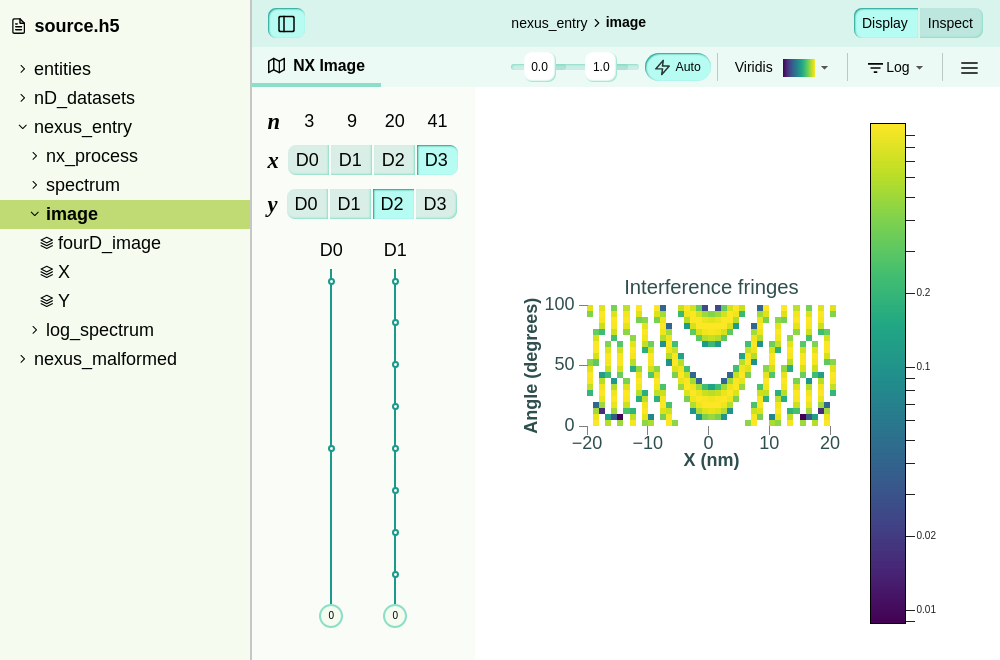 source.h5
entities
nD_datasets
nexus_entry
nx_process
spectrum
image
fourD_image
X
Y
log_spectrum
nexus_malformed
nexus_entry > image
Display Inspect
NX Image
0.0 1.0 Auto Viridis Log
n 3 9 20 41
x D0 D1 D2 D3
y D0 D1 D2 D3
D0 D1
0 0
Interference fringes
Angle (degrees)
100
50
0
−20 −10 0 10 20
X (nm)
0.2
0.1
0.02
0.01